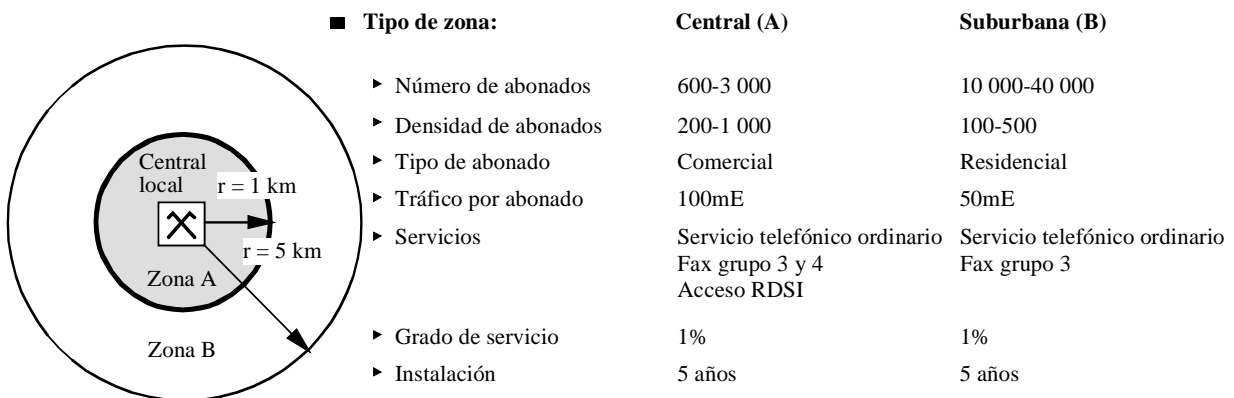 Tipo de zona: Central (A) Suburbana (B)
Número de abonados 600-3 000 10 000-40 000
Densidad de abonados 200-1 000 100-500
Tipo de abonado Comercial Residencial
Tráfico por abonado 100mE 50mE
Servicios Servicio telefónico ordinario Servicio telefónico ordinario
Fax grupo 3 y 4 Fax grupo 3
Acceso RDSI
Grado de servicio 1% 1%
Instalación 5 años 5 años
Central
local
r = 1 km
r = 5 km
Zona A
Zona B